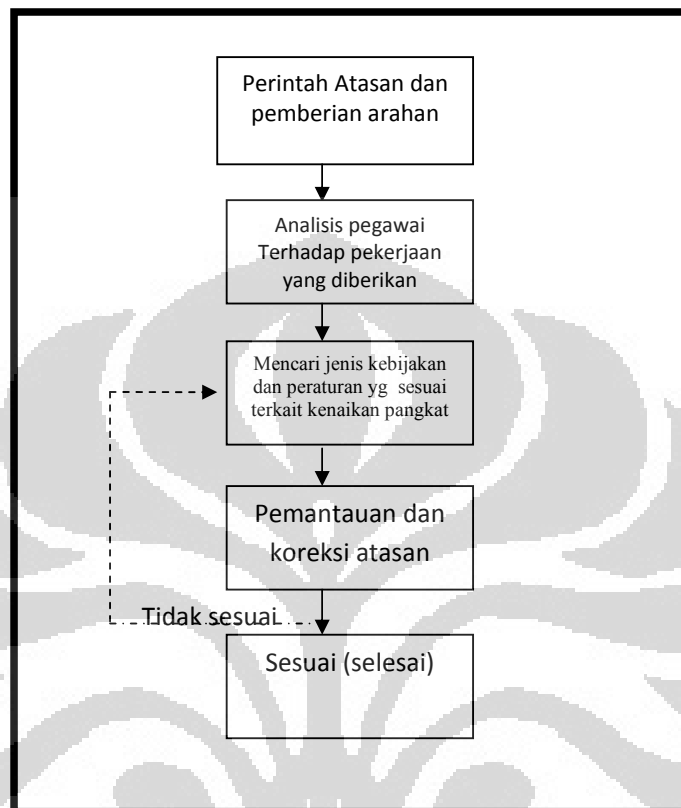 Perintah Atasan dan
pemberian arahan
Analisis pegawai
Terhadap pekerjaan
yang diberikan
Mencari jenis kebijakan
dan peraturan yg sesuai
terkait kenaikan pangkat
Pemantauan dan
koreksi atasan
Tidak sesuai
Sesuai (selesai)